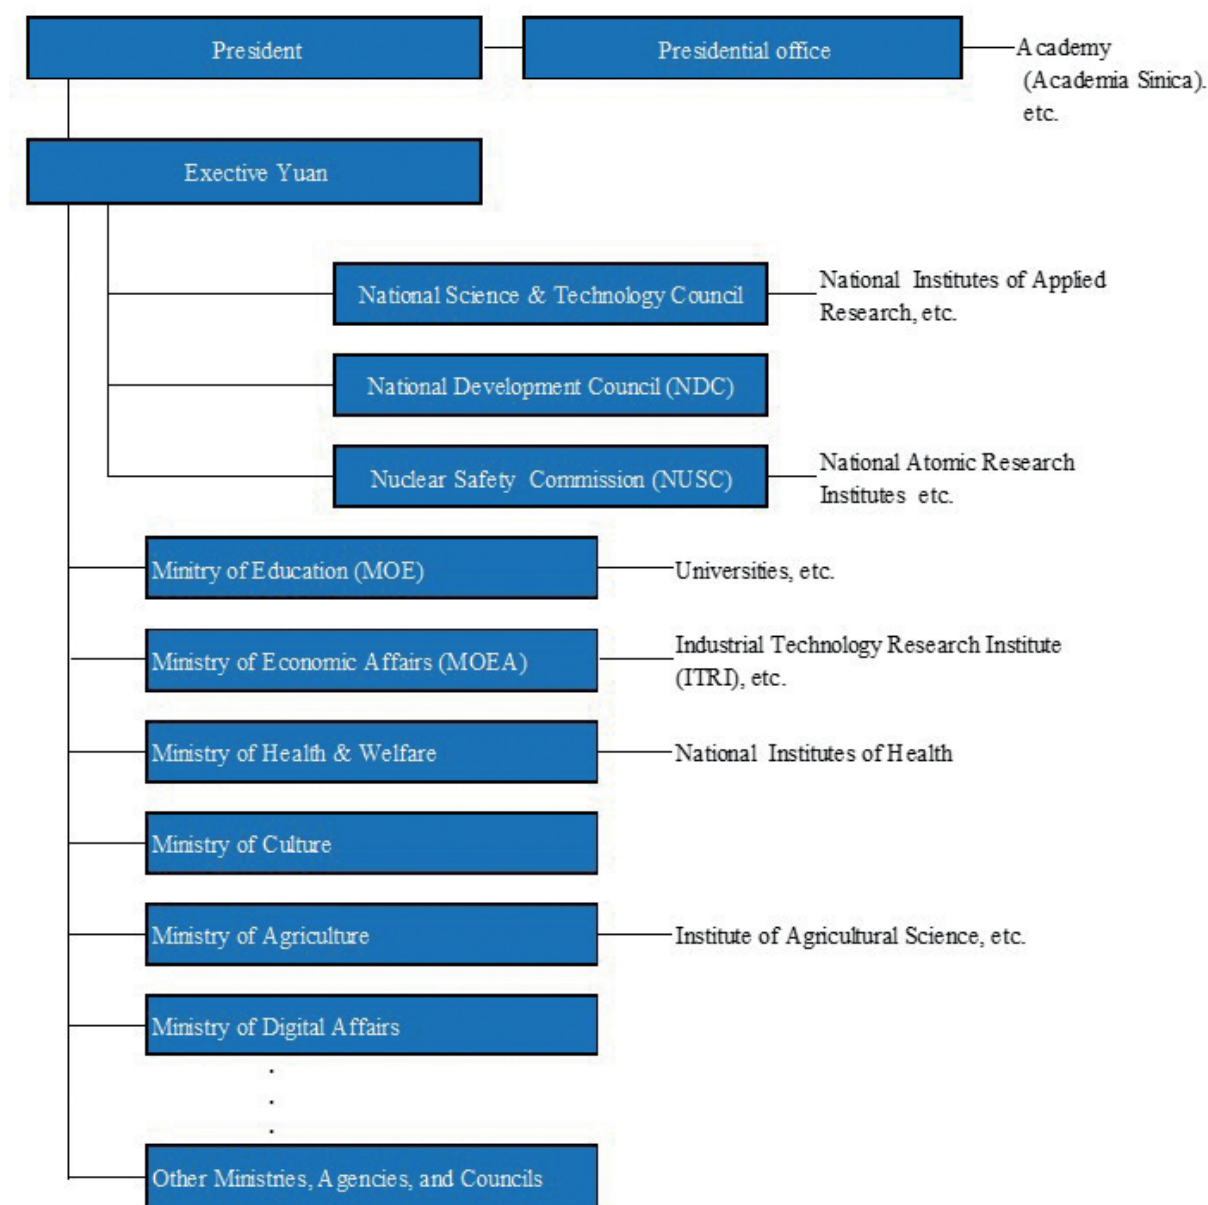 President
Presidential office
Academy
(Academia Sinica).
etc.
Exective Yuan
National Science & Technology Council
National Institutes of Applied
Research, etc.
National Development Council (NDC)
Nuclear Safety Commission (NUSC)
National Atomic Research
Institutes etc.
Minitry of Education (MOE)
Universities, etc.
Ministry of Economic Affairs (MOEA)
Industrial Technology Research Institute
(ITRI), etc.
Ministry of Health & Welfare
National Institutes of Health
Ministry of Culture
Ministry of Agriculture
Institute of Agricultural Science, etc.
Ministry of Digital Affairs
.
.
.
Other Ministries, Agencies, and Councils